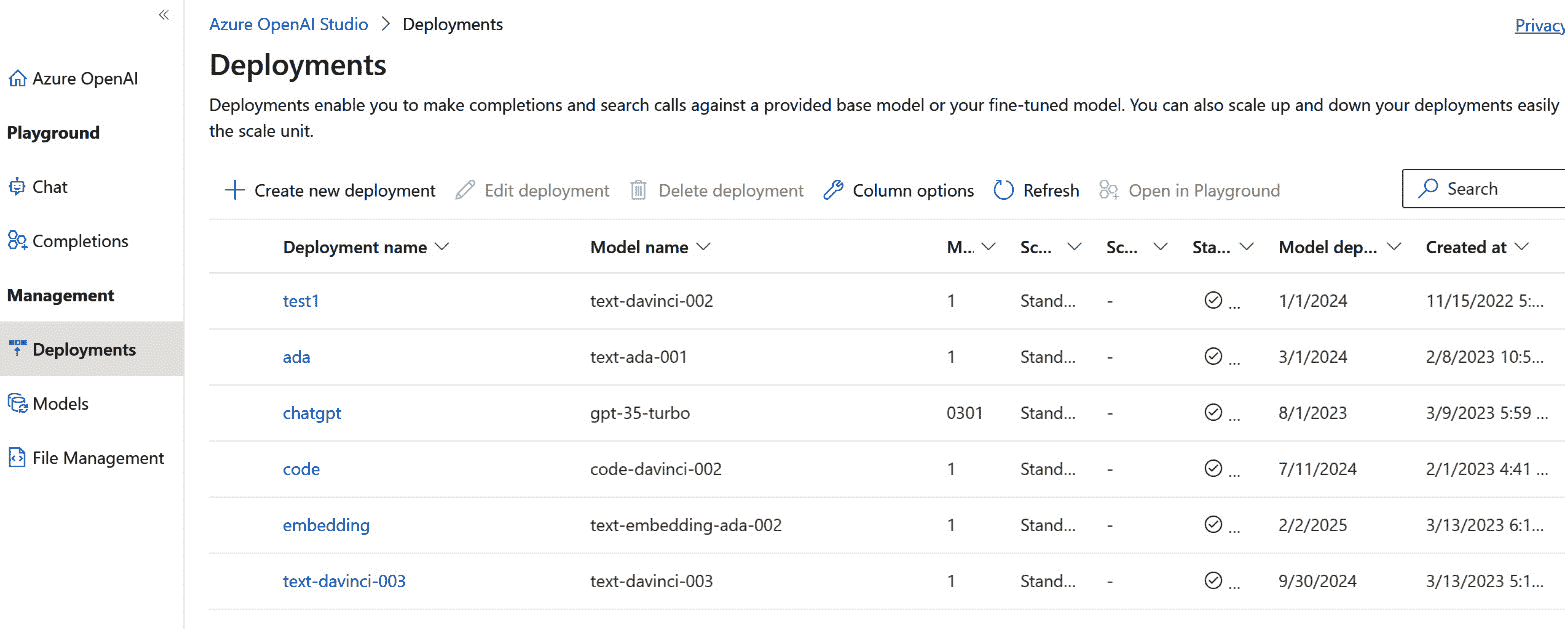 Azure OpenAI
Playground
Chat
Completions
Management
Deployments
Models
File Management
Azure OpenAI Studio > Deployments
Privacy
Deployments
Deployments enable you to make completions and search calls against a provided base model or your fine-tuned model. You can also scale up and down your deployments easily
the scale unit.
Create new deployment Edit deployment Delete deployment Column options Refresh Open in Playground Search
Deployment name Model name M... Sc... Sc... Sta... Model dep... Created at
test1 text-davinci-002 1 Stand... - ... 1/1/2024 11/15/2022 5:...
ada text-ada-001 1 Stand... - ... 3/1/2024 2/8/2023 10:5...
chatgpt gpt-35-turbo 0301 Stand... - ... 8/1/2023 3/9/2023 5:59 ...
code code-davinci-002 1 Stand... - ... 7/11/2024 2/1/2023 4:41 ...
embedding text-embedding-ada-002 1 Stand... - ... 2/2/2025 3/13/2023 6:1...
text-davinci-003 text-davinci-003 1 Stand... - ... 9/30/2024 3/13/2023 5:1...